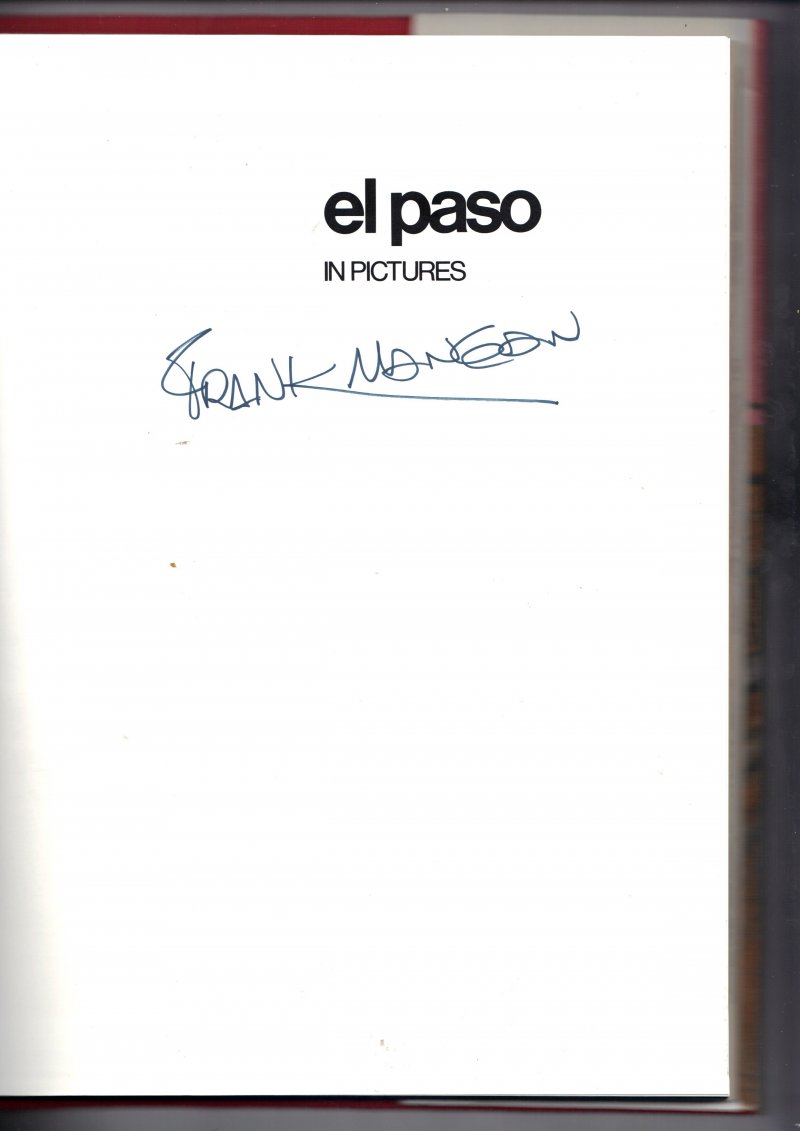 el paso
IN PICTURES
FRANK MANGAN